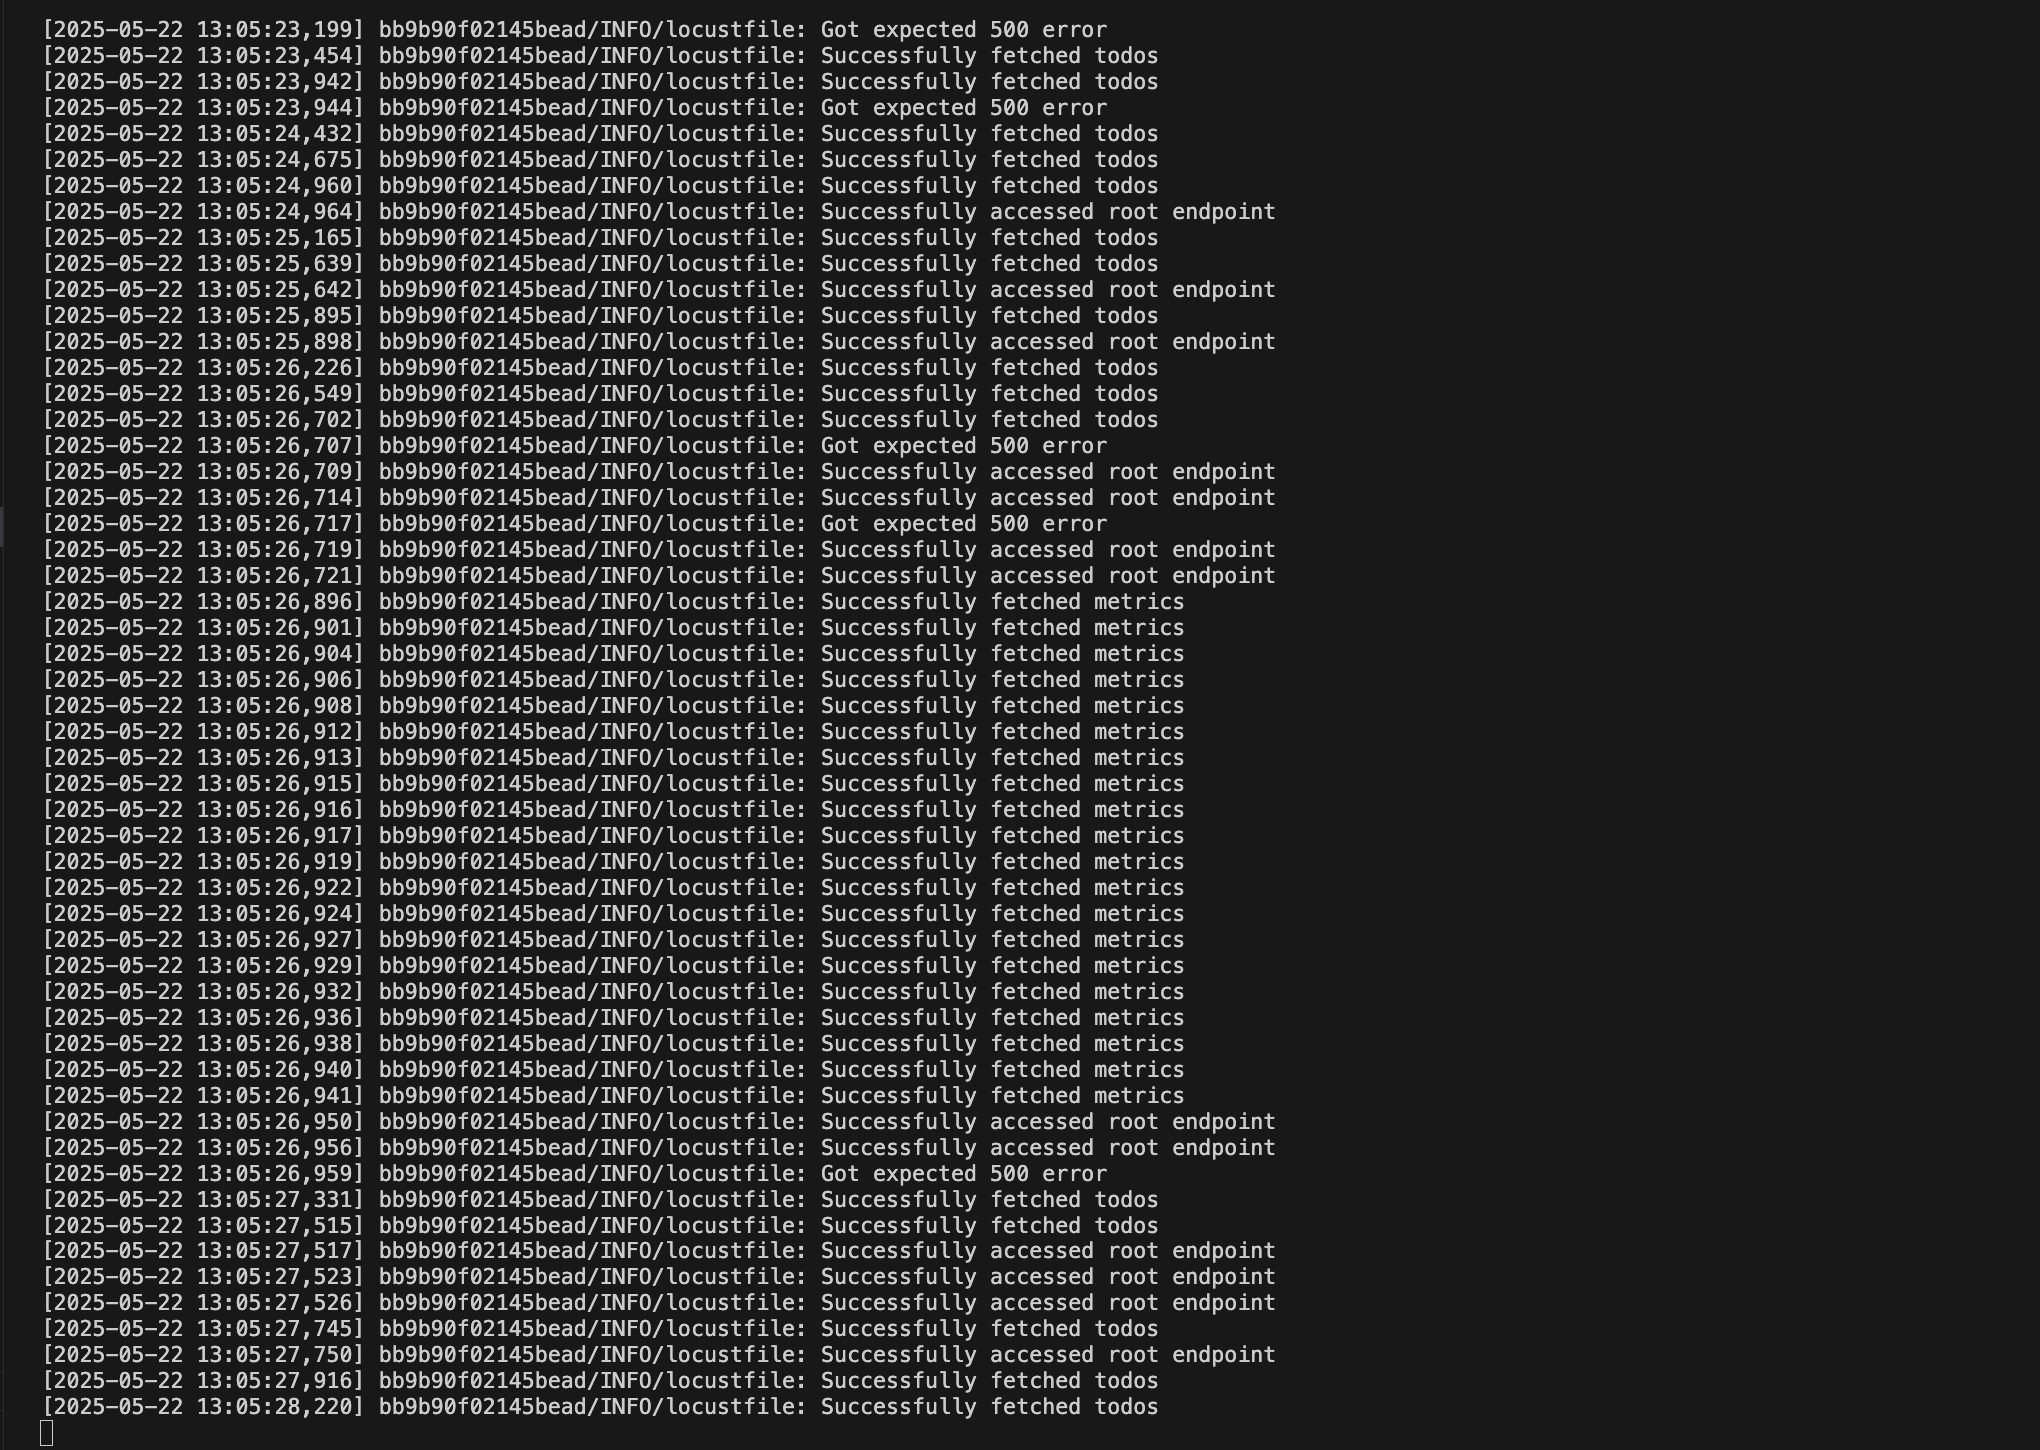 [2025-05-22 13:05:23,199] bb9b90f02145bead/INFO/locustfile: Got expected 500 error
[2025-05-22 13:05:23,454] bb9b90f02145bead/INFO/locustfile: Successfully fetched todos
[2025-05-22 13:05:23,942] bb9b90f02145bead/INFO/locustfile: Successfully fetched todos
[2025-05-22 13:05:23,944] bb9b90f02145bead/INFO/locustfile: Got expected 500 error
[2025-05-22 13:05:24,432] bb9b90f02145bead/INFO/locustfile: Successfully fetched todos
[2025-05-22 13:05:24,675] bb9b90f02145bead/INFO/locustfile: Successfully fetched todos
[2025-05-22 13:05:24,960] bb9b90f02145bead/INFO/locustfile: Successfully fetched todos
[2025-05-22 13:05:24,964] bb9b90f02145bead/INFO/locustfile: Successfully accessed root endpoint
[2025-05-22 13:05:25,165] bb9b90f02145bead/INFO/locustfile: Successfully fetched todos
[2025-05-22 13:05:25,639] bb9b90f02145bead/INFO/locustfile: Successfully fetched todos
[2025-05-22 13:05:25,642] bb9b90f02145bead/INFO/locustfile: Successfully accessed root endpoint
[2025-05-22 13:05:25,895] bb9b90f02145bead/INFO/locustfile: Successfully fetched todos
[2025-05-22 13:05:25,898] bb9b90f02145bead/INFO/locustfile: Successfully accessed root endpoint
[2025-05-22 13:05:26,226] bb9b90f02145bead/INFO/locustfile: Successfully fetched todos
[2025-05-22 13:05:26,549] bb9b90f02145bead/INFO/locustfile: Successfully fetched todos
[2025-05-22 13:05:26,702] bb9b90f02145bead/INFO/locustfile: Successfully fetched todos
[2025-05-22 13:05:26,707] bb9b90f02145bead/INFO/locustfile: Got expected 500 error
[2025-05-22 13:05:26,709] bb9b90f02145bead/INFO/locustfile: Successfully accessed root endpoint
[2025-05-22 13:05:26,714] bb9b90f02145bead/INFO/locustfile: Successfully accessed root endpoint
[2025-05-22 13:05:26,717] bb9b90f02145bead/INFO/locustfile: Got expected 500 error
[2025-05-22 13:05:26,719] bb9b90f02145bead/INFO/locustfile: Successfully accessed root endpoint
[2025-05-22 13:05:26,721] bb9b90f02145bead/INFO/locustfile: Successfully accessed root endpoint
[2025-05-22 13:05:26,896] bb9b90f02145bead/INFO/locustfile: Successfully fetched metrics
[2025-05-22 13:05:26,901] bb9b90f02145bead/INFO/locustfile: Successfully fetched metrics
[2025-05-22 13:05:26,904] bb9b90f02145bead/INFO/locustfile: Successfully fetched metrics
[2025-05-22 13:05:26,906] bb9b90f02145bead/INFO/locustfile: Successfully fetched metrics
[2025-05-22 13:05:26,908] bb9b90f02145bead/INFO/locustfile: Successfully fetched metrics
[2025-05-22 13:05:26,912] bb9b90f02145bead/INFO/locustfile: Successfully fetched metrics
[2025-05-22 13:05:26,913] bb9b90f02145bead/INFO/locustfile: Successfully fetched metrics
[2025-05-22 13:05:26,915] bb9b90f02145bead/INFO/locustfile: Successfully fetched metrics
[2025-05-22 13:05:26,916] bb9b90f02145bead/INFO/locustfile: Successfully fetched metrics
[2025-05-22 13:05:26,917] bb9b90f02145bead/INFO/locustfile: Successfully fetched metrics
[2025-05-22 13:05:26,919] bb9b90f02145bead/INFO/locustfile: Successfully fetched metrics
[2025-05-22 13:05:26,922] bb9b90f02145bead/INFO/locustfile: Successfully fetched metrics
[2025-05-22 13:05:26,924] bb9b90f02145bead/INFO/locustfile: Successfully fetched metrics
[2025-05-22 13:05:26,927] bb9b90f02145bead/INFO/locustfile: Successfully fetched metrics
[2025-05-22 13:05:26,929] bb9b90f02145bead/INFO/locustfile: Successfully fetched metrics
[2025-05-22 13:05:26,932] bb9b90f02145bead/INFO/locustfile: Successfully fetched metrics
[2025-05-22 13:05:26,936] bb9b90f02145bead/INFO/locustfile: Successfully fetched metrics
[2025-05-22 13:05:26,938] bb9b90f02145bead/INFO/locustfile: Successfully fetched metrics
[2025-05-22 13:05:26,940] bb9b90f02145bead/INFO/locustfile: Successfully fetched metrics
[2025-05-22 13:05:26,941] bb9b90f02145bead/INFO/locustfile: Successfully fetched metrics
[2025-05-22 13:05:26,950] bb9b90f02145bead/INFO/locustfile: Successfully accessed root endpoint
[2025-05-22 13:05:26,956] bb9b90f02145bead/INFO/locustfile: Successfully accessed root endpoint
[2025-05-22 13:05:26,959] bb9b90f02145bead/INFO/locustfile: Got expected 500 error
[2025-05-22 13:05:27,331] bb9b90f02145bead/INFO/locustfile: Successfully fetched todos
[2025-05-22 13:05:27,515] bb9b90f02145bead/INFO/locustfile: Successfully fetched todos
[2025-05-22 13:05:27,517] bb9b90f02145bead/INFO/locustfile: Successfully accessed root endpoint
[2025-05-22 13:05:27,523] bb9b90f02145bead/INFO/locustfile: Successfully accessed root endpoint
[2025-05-22 13:05:27,526] bb9b90f02145bead/INFO/locustfile: Successfully accessed root endpoint
[2025-05-22 13:05:27,745] bb9b90f02145bead/INFO/locustfile: Successfully fetched todos
[2025-05-22 13:05:27,750] bb9b90f02145bead/INFO/locustfile: Successfully accessed root endpoint
[2025-05-22 13:05:27,916] bb9b90f02145bead/INFO/locustfile: Successfully fetched todos
[2025-05-22 13:05:28,220] bb9b90f02145bead/INFO/locustfile: Successfully fetched todos